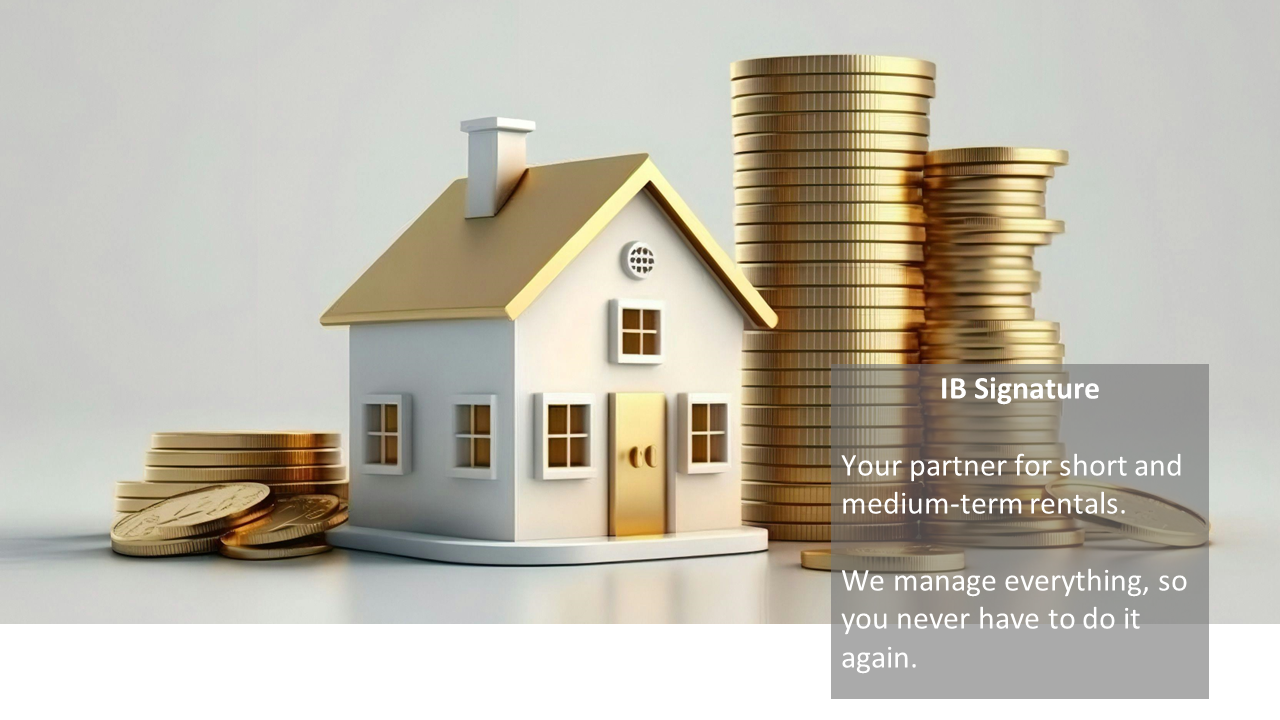 IB Signature
Your partner for short and
medium-term rentals.
We manage everything, so
you never have to do it
again.